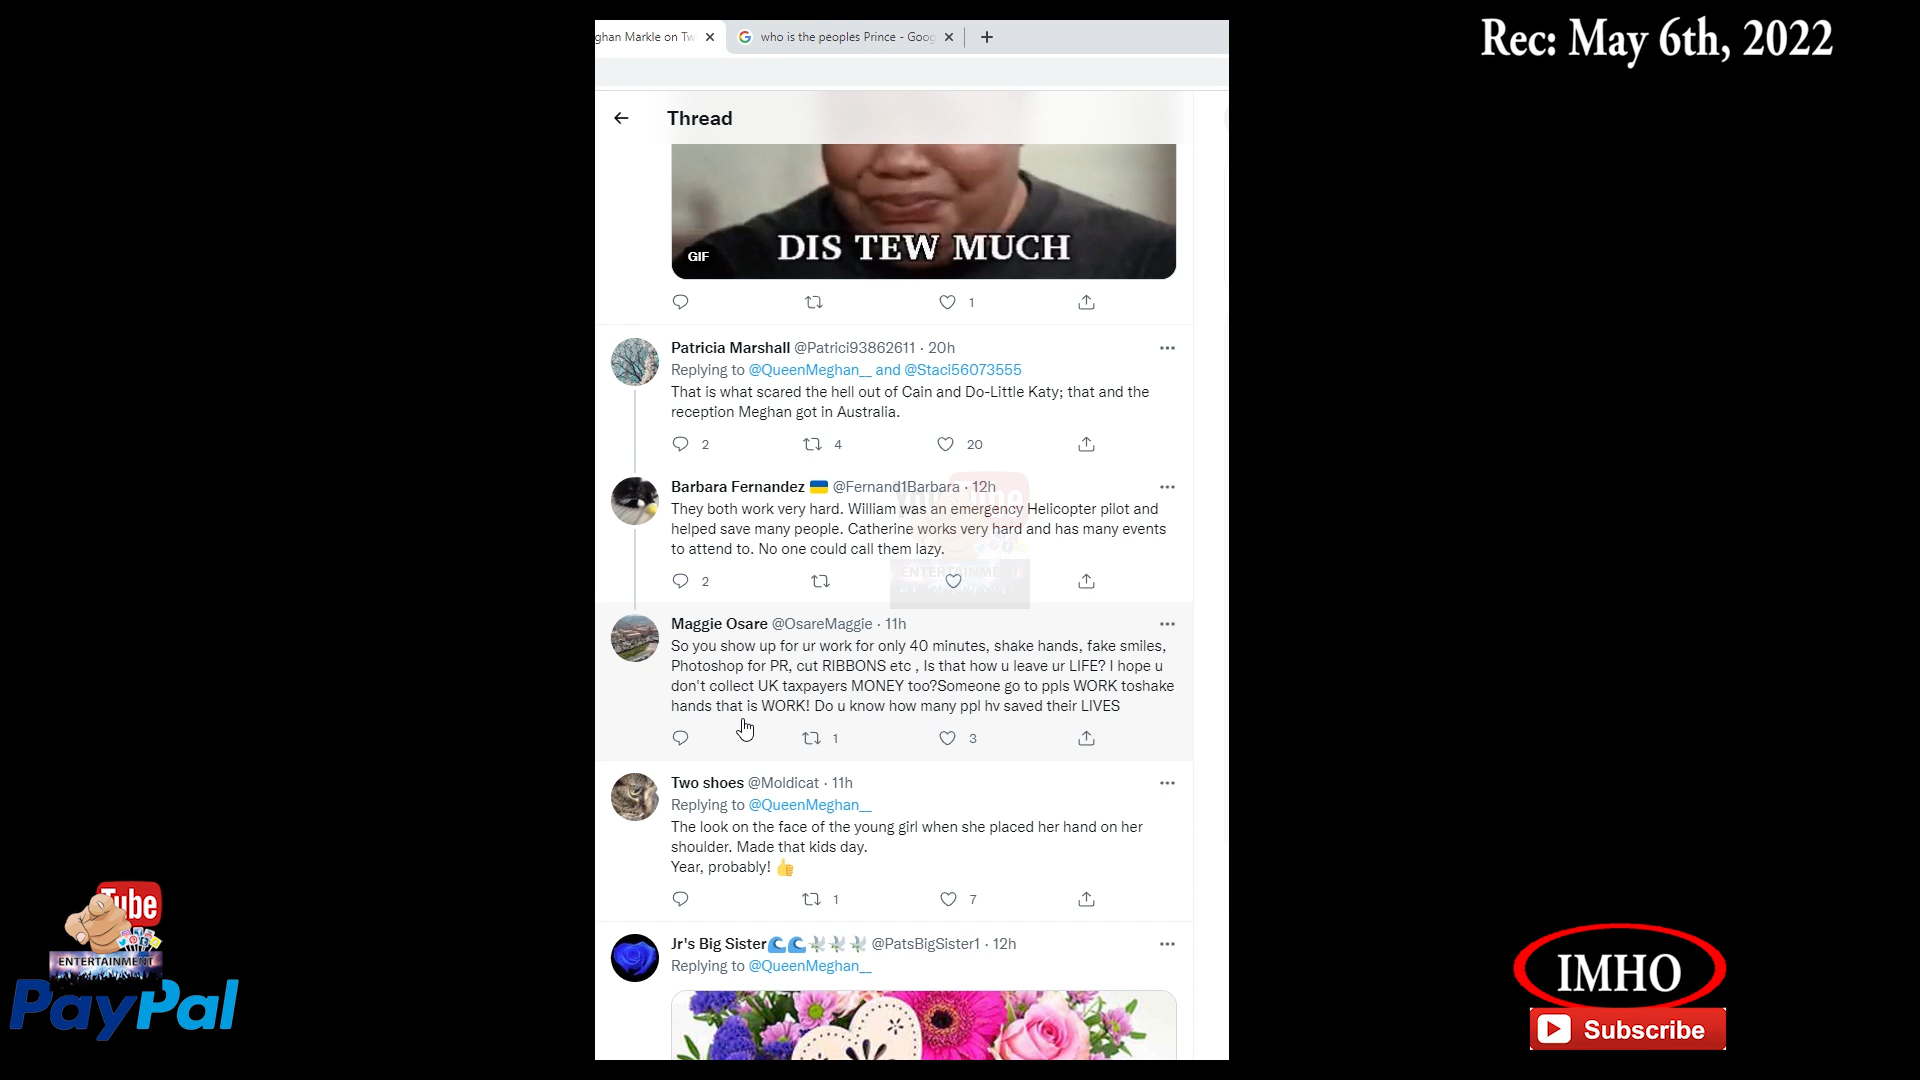 Rec: May 6th, 2022
ghan Markle on Tw
who is the peoples Prince - Goog
Thread
DIS TEW MUCH
GIF
1
Patricia Marshall @Patrici93862611 · 20h
Replying to @QueenMeghan__ and @Staci56073555
That is what scared the hell out of Cain and Do-Little Katy; that and the
reception Meghan got in Australia.
2 4 20
Barbara Fernandez 🇺🇦 @Fernand1Barbara · 12h
They both work very hard. William was an emergency Helicopter pilot and
helped save many people. Catherine works very hard and has many events
to attend to. No one could call them lazy.
2
Maggie Osare @OsareMaggie · 11h
So you show up for ur work for only 40 minutes, shake hands, fake smiles,
Photoshop for PR, cut RIBBONS etc , Is that how u leave ur LIFE? I hope u
don't collect UK taxpayers MONEY too?Someone go to ppls WORK toshake
hands that is WORK! Do u know how many ppl hv saved their LIVES
1 3
Two shoes @Moldicat · 11h
Replying to @QueenMeghan__
The look on the face of the young girl when she placed her hand on her
shoulder. Made that kids day.
Year, probably! 👍
1 7
Jr's Big Sister🌊🌊🕊🕊🕊 @PatsBigSister1 · 12h
Replying to @QueenMeghan__
Tube
ENTERTAINMENT
PayPal
IMHO
Subscribe